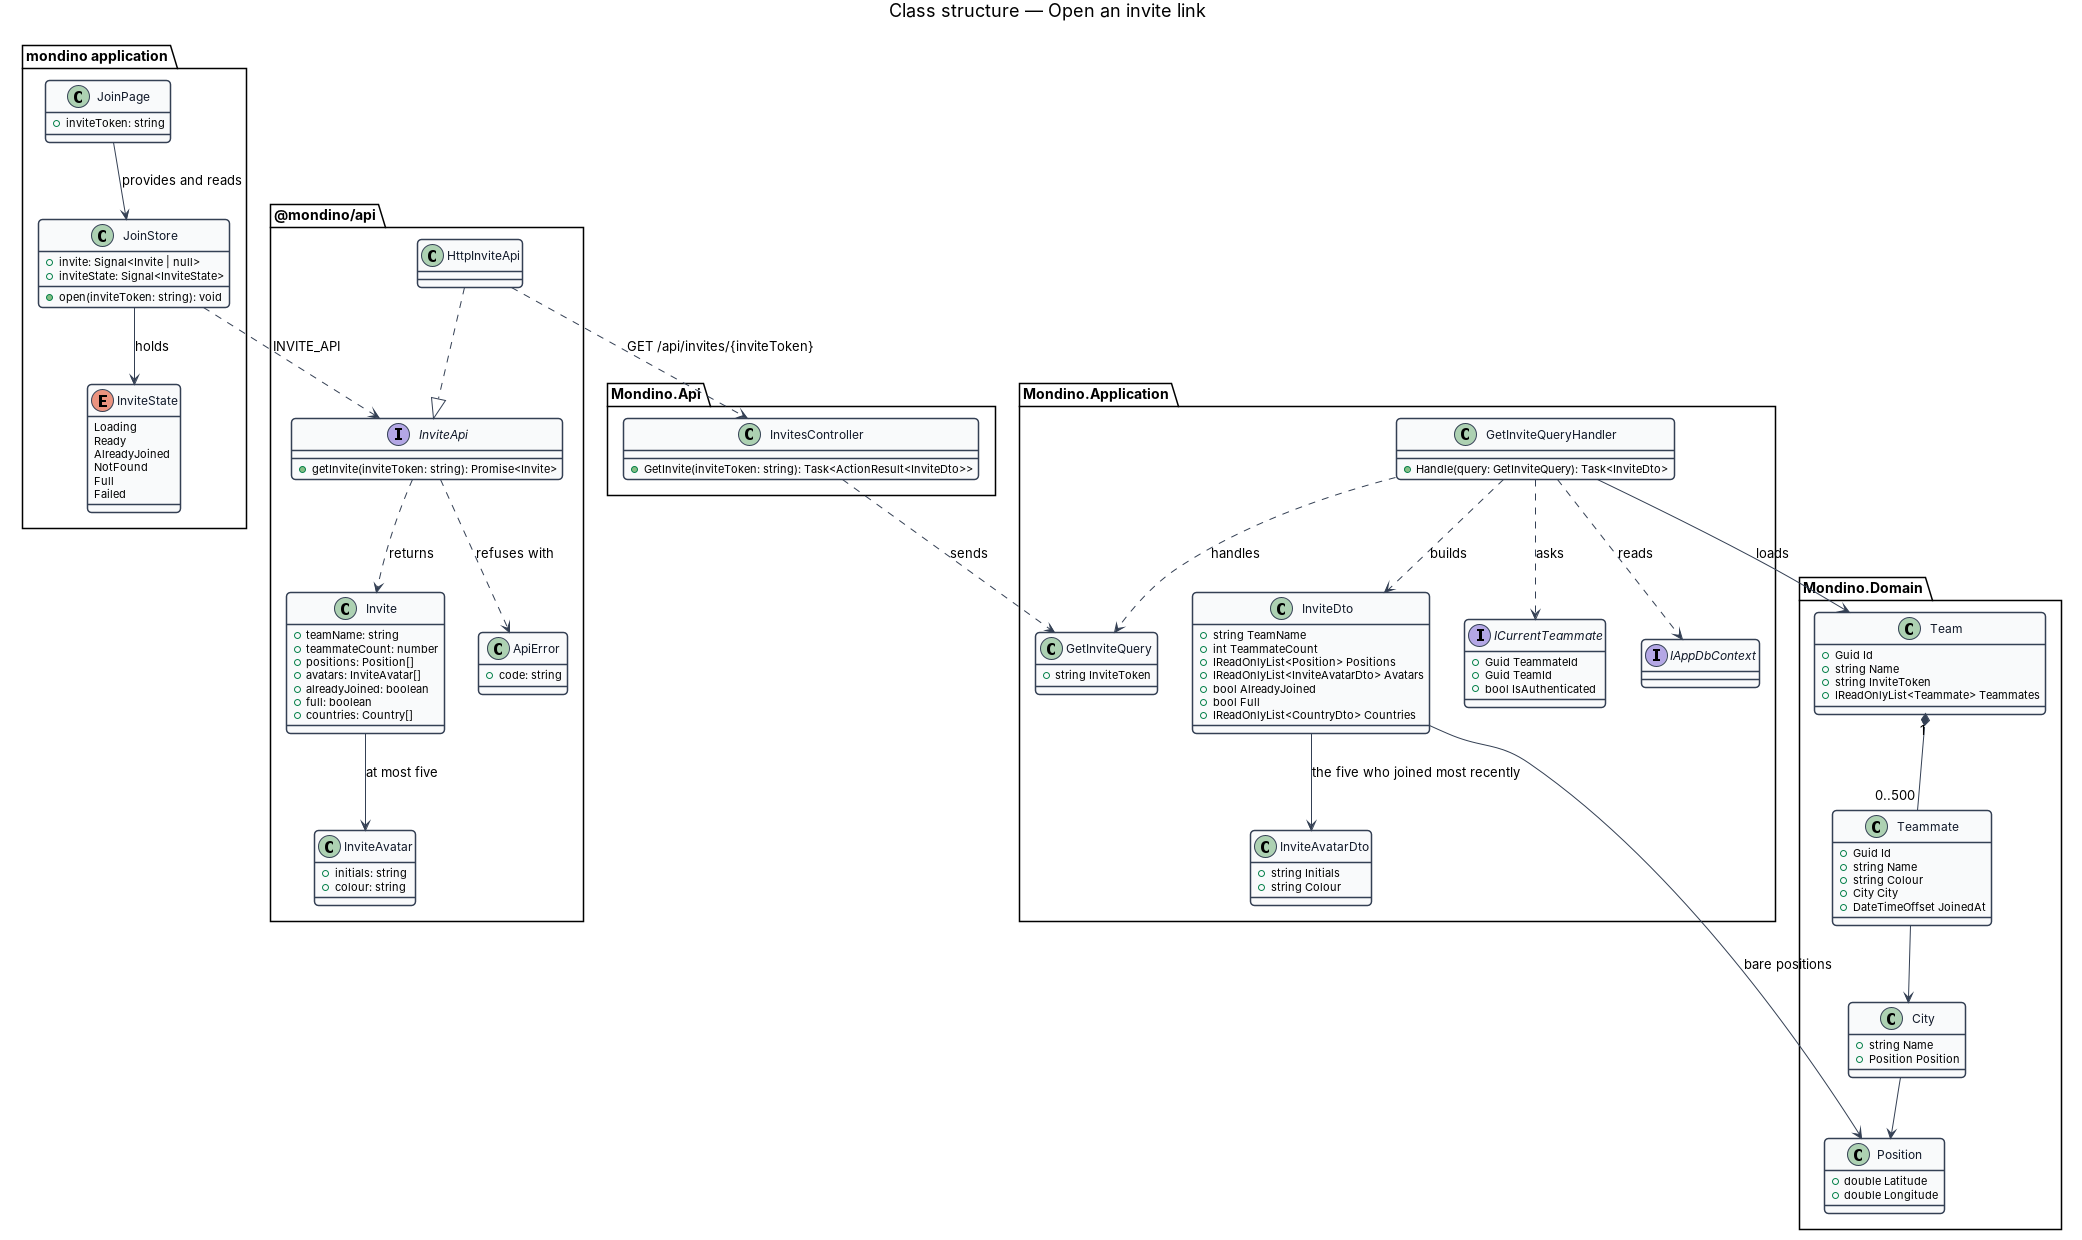 Class structure — Open an invite link
mondino application
C JoinPage
inviteToken: string
provides and reads
C JoinStore
invite: Signal<Invite | null>
inviteState: Signal<InviteState>
open(inviteToken: string): void
holds
INVITE_API
E InviteState
Loading
Ready
AlreadyJoined
NotFound
Full
Failed
@mondino/api
C HttpInviteApi
GET /api/invites/{inviteToken}
I InviteApi
getInvite(inviteToken: string): Promise<Invite>
returns
refuses with
C Invite
teamName: string
teammateCount: number
positions: Position[]
avatars: InviteAvatar[]
alreadyJoined: boolean
full: boolean
countries: Country[]
C ApiError
code: string
at most five
C InviteAvatar
initials: string
colour: string
Mondino.Api
C InvitesController
GetInvite(inviteToken: string): Task<ActionResult<InviteDto>>
sends
Mondino.Application
C GetInviteQueryHandler
Handle(query: GetInviteQuery): Task<InviteDto>
handles
builds
asks
reads
loads
C GetInviteQuery
string InviteToken
C InviteDto
string TeamName
int TeammateCount
IReadOnlyList<Position> Positions
IReadOnlyList<InviteAvatarDto> Avatars
bool AlreadyJoined
bool Full
IReadOnlyList<CountryDto> Countries
I ICurrentTeammate
Guid TeammateId
Guid TeamId
bool IsAuthenticated
I IAppDbContext
the five who joined most recently
C InviteAvatarDto
string Initials
string Colour
bare positions
Mondino.Domain
C Team
Guid Id
string Name
string InviteToken
IReadOnlyList<Teammate> Teammates
1
0..500
C Teammate
Guid Id
string Name
string Colour
City City
DateTimeOffset JoinedAt
C City
string Name
Position Position
C Position
double Latitude
double Longitude